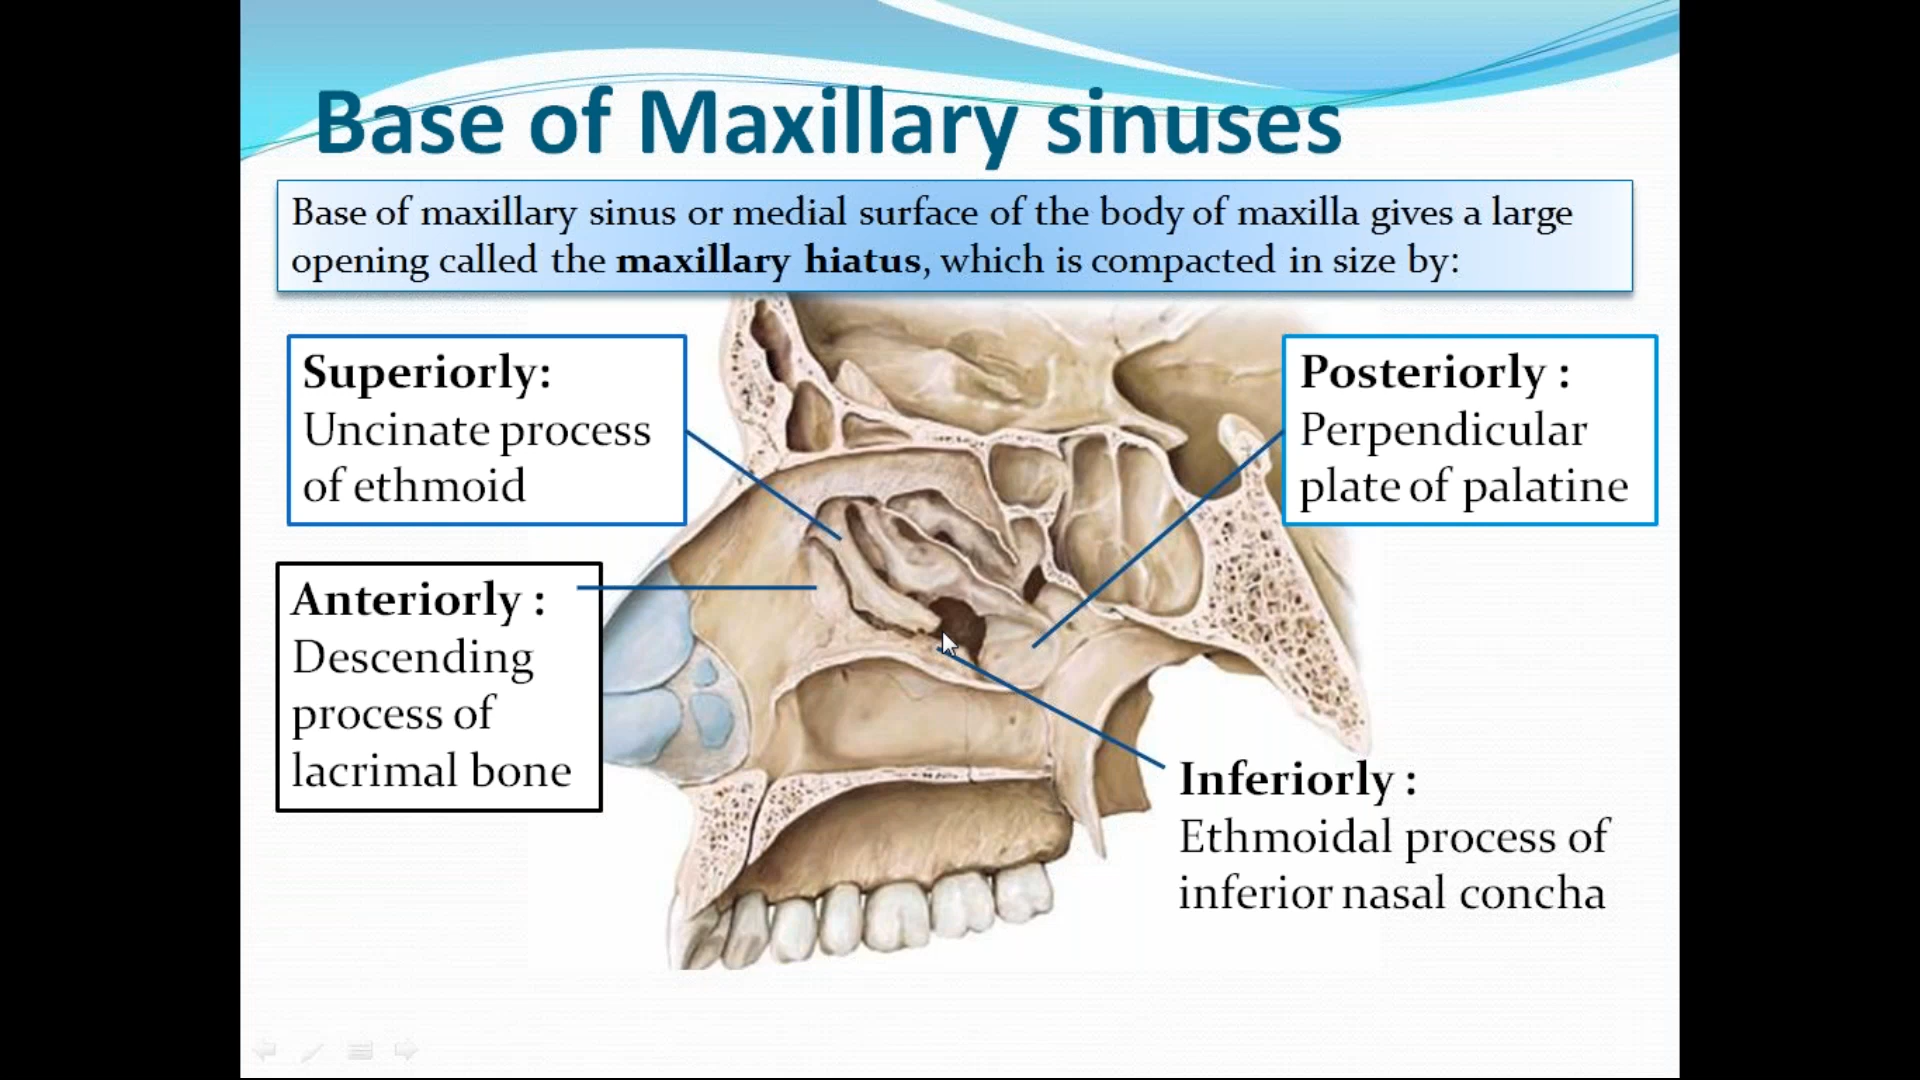 Base of Maxillary sinuses
Base of maxillary sinus or medial surface of the body of maxilla gives a large
opening called the maxillary hiatus, which is compacted in size by:
Superiorly:
Uncinate process
of ethmoid
Posteriorly :
Perpendicular
plate of palatine
Anteriorly :
Descending
process of
lacrimal bone
Inferiorly :
Ethmoidal process of
inferior nasal concha